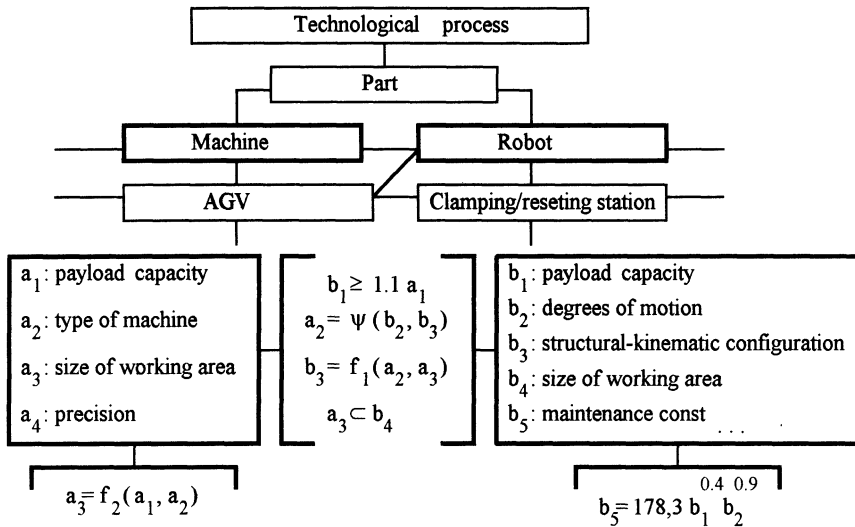 Technological process
Part
Machine
Robot
AGV
Clamping/reseting station
a₁: payload capacity
a₂: type of machine
a₃: size of working area
a₄: precision
b₁ ≥ 1.1 a₁
a₂ = ψ (b₂, b₃)
b₃ = f₁(a₂, a₃)
a₃ ⊂ b₄
b₁: payload capacity
b₂: degrees of motion
b₃: structural-kinematic configuration
b₄: size of working area
b₅: maintenance const
. . .
a₃= f₂(a₁, a₂)
b₅= 178,3 b₁^0.4 b₂^0.9